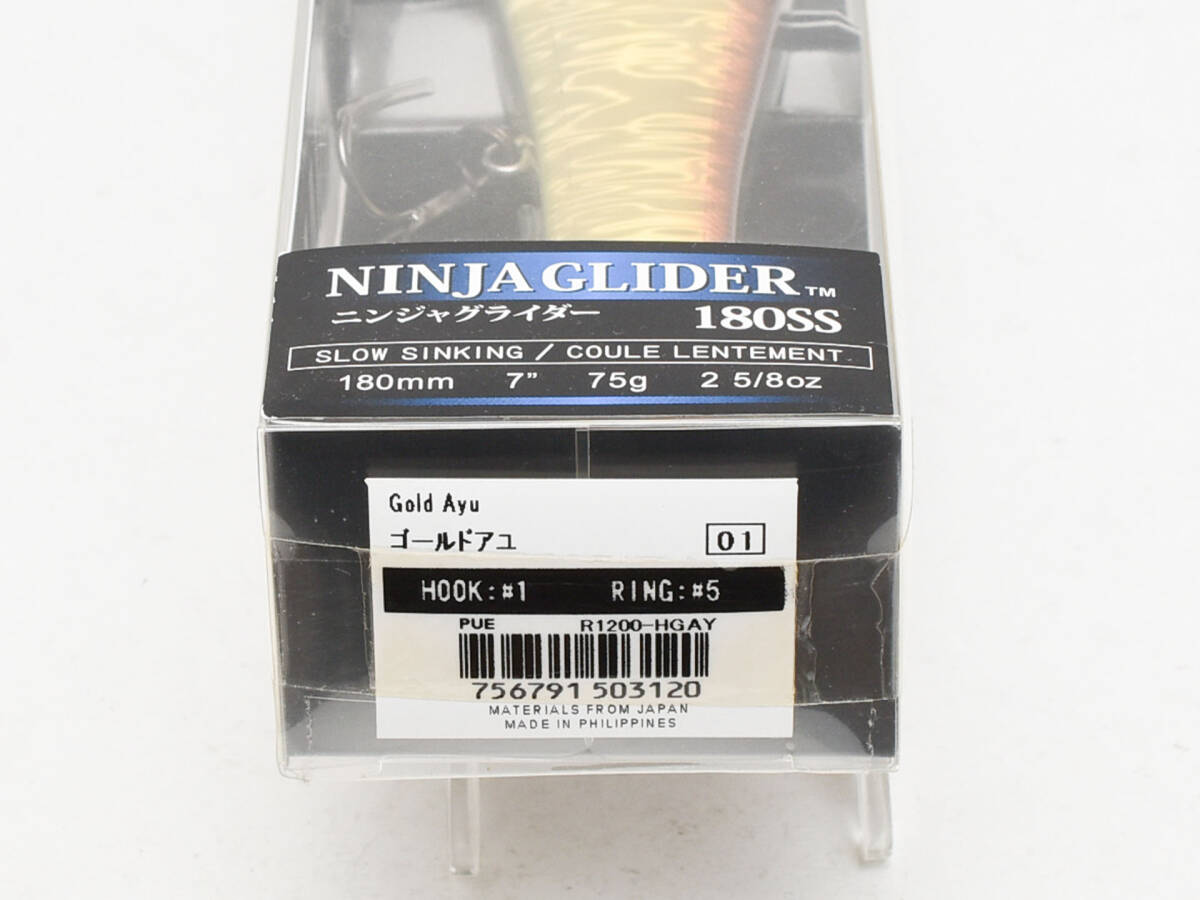 NINJA GLIDER™
ニンジャグライダー 180SS
SLOW SINKING / COULE LENTEMENT
180mm 7” 75g 2 5/8oz
Gold Ayu
ゴールドアユ 01
HOOK:#1 RING:#5
PUE R1200-HGAY
756791 503120
MATERIALS FROM JAPAN
MADE IN PHILIPPINES